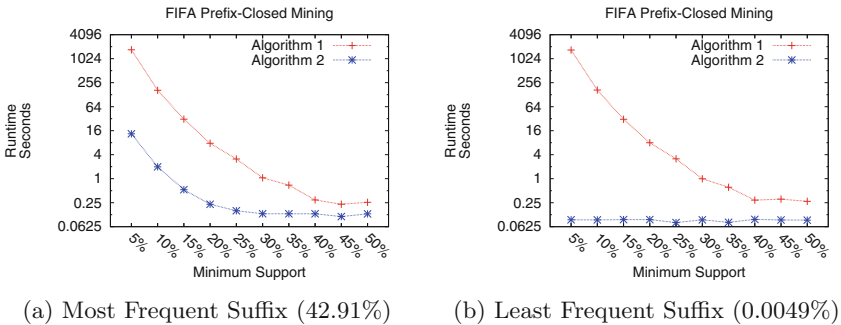 FIFA Prefix-Closed Mining
Runtime
Seconds
4096
1024
256
64
16
4
1
0.25
0.0625
Algorithm 1
Algorithm 2
5%
10%
15%
20%
25%
30%
35%
40%
45%
50%
Minimum Support
(a) Most Frequent Suffix (42.91%)
FIFA Prefix-Closed Mining
Runtime
Seconds
4096
1024
256
64
16
4
1
0.25
0.0625
Algorithm 1
Algorithm 2
5%
10%
15%
20%
25%
30%
35%
40%
45%
50%
Minimum Support
(b) Least Frequent Suffix (0.0049%)